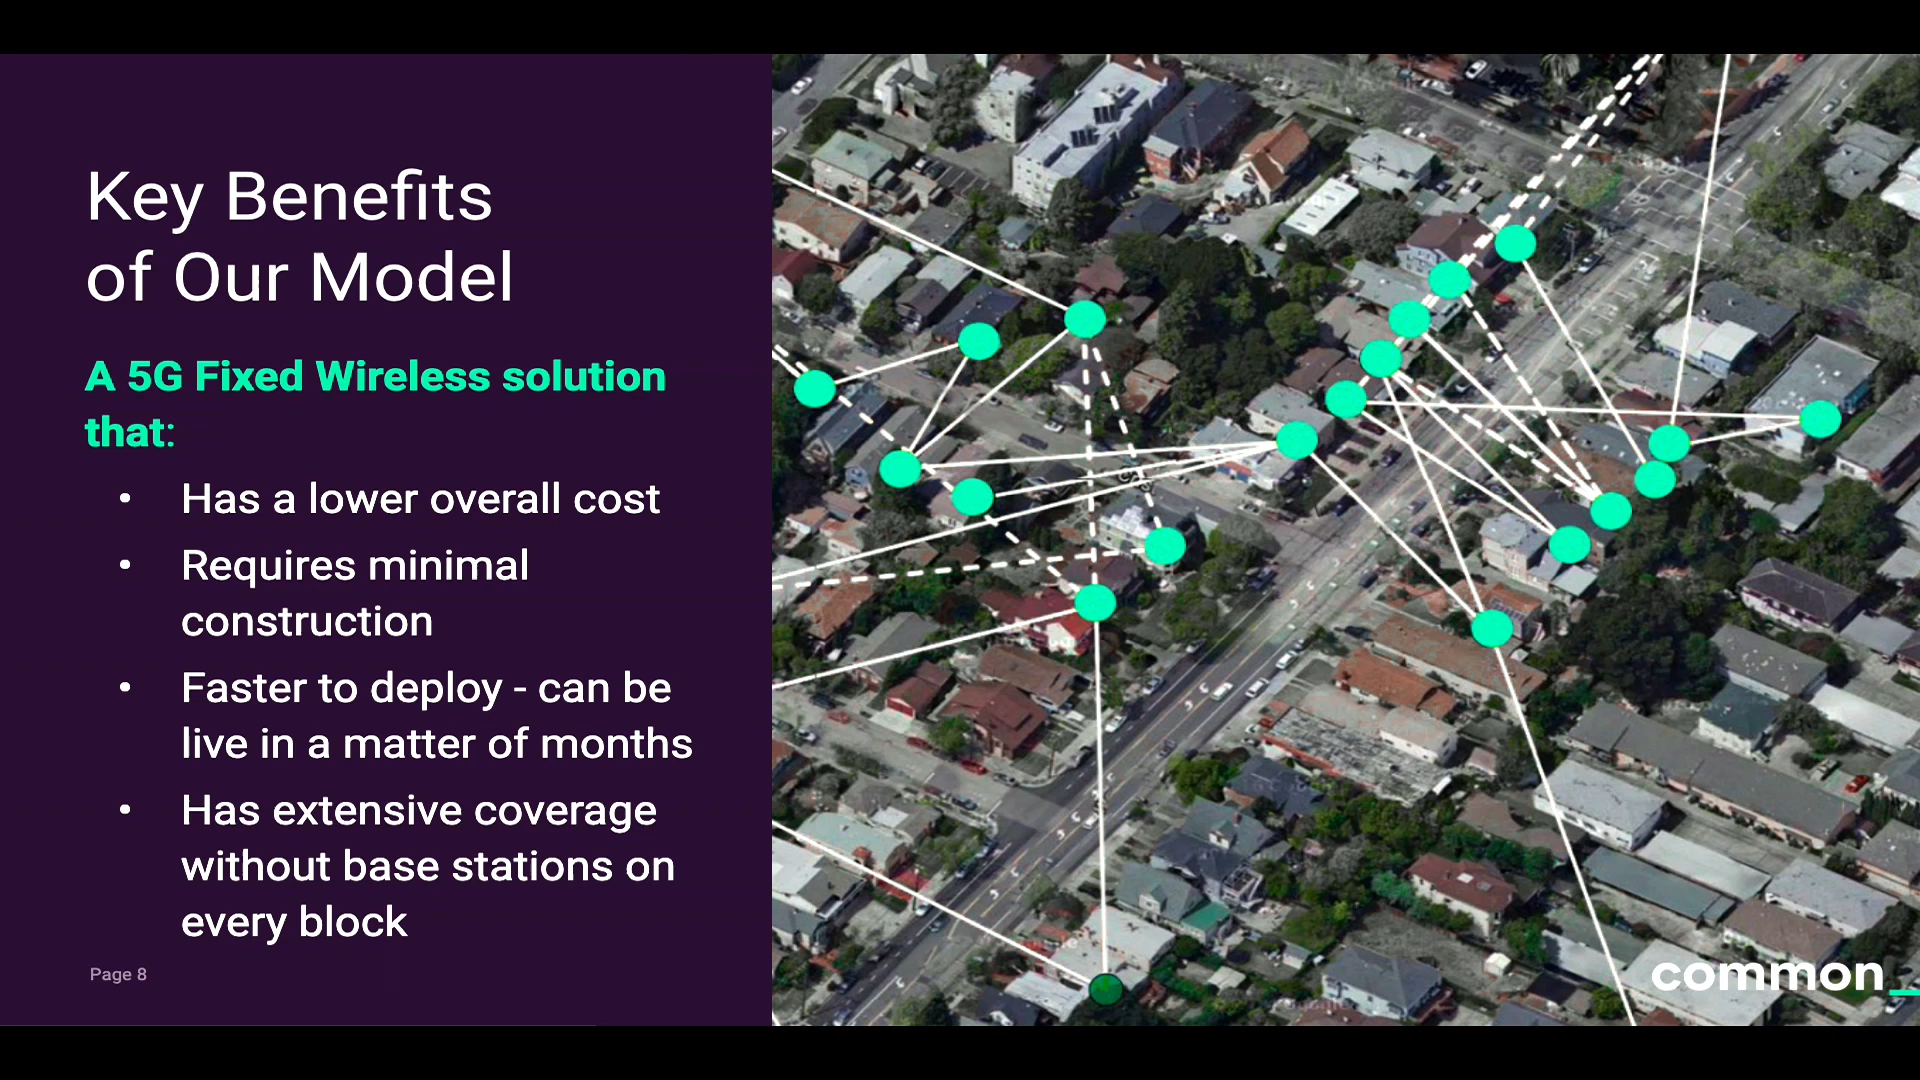 Key Benefits
of Our Model
A 5G Fixed Wireless solution
that:
• Has a lower overall cost
• Requires minimal
construction
• Faster to deploy - can be
live in a matter of months
• Has extensive coverage
without base stations on
every block
Page 8
common_